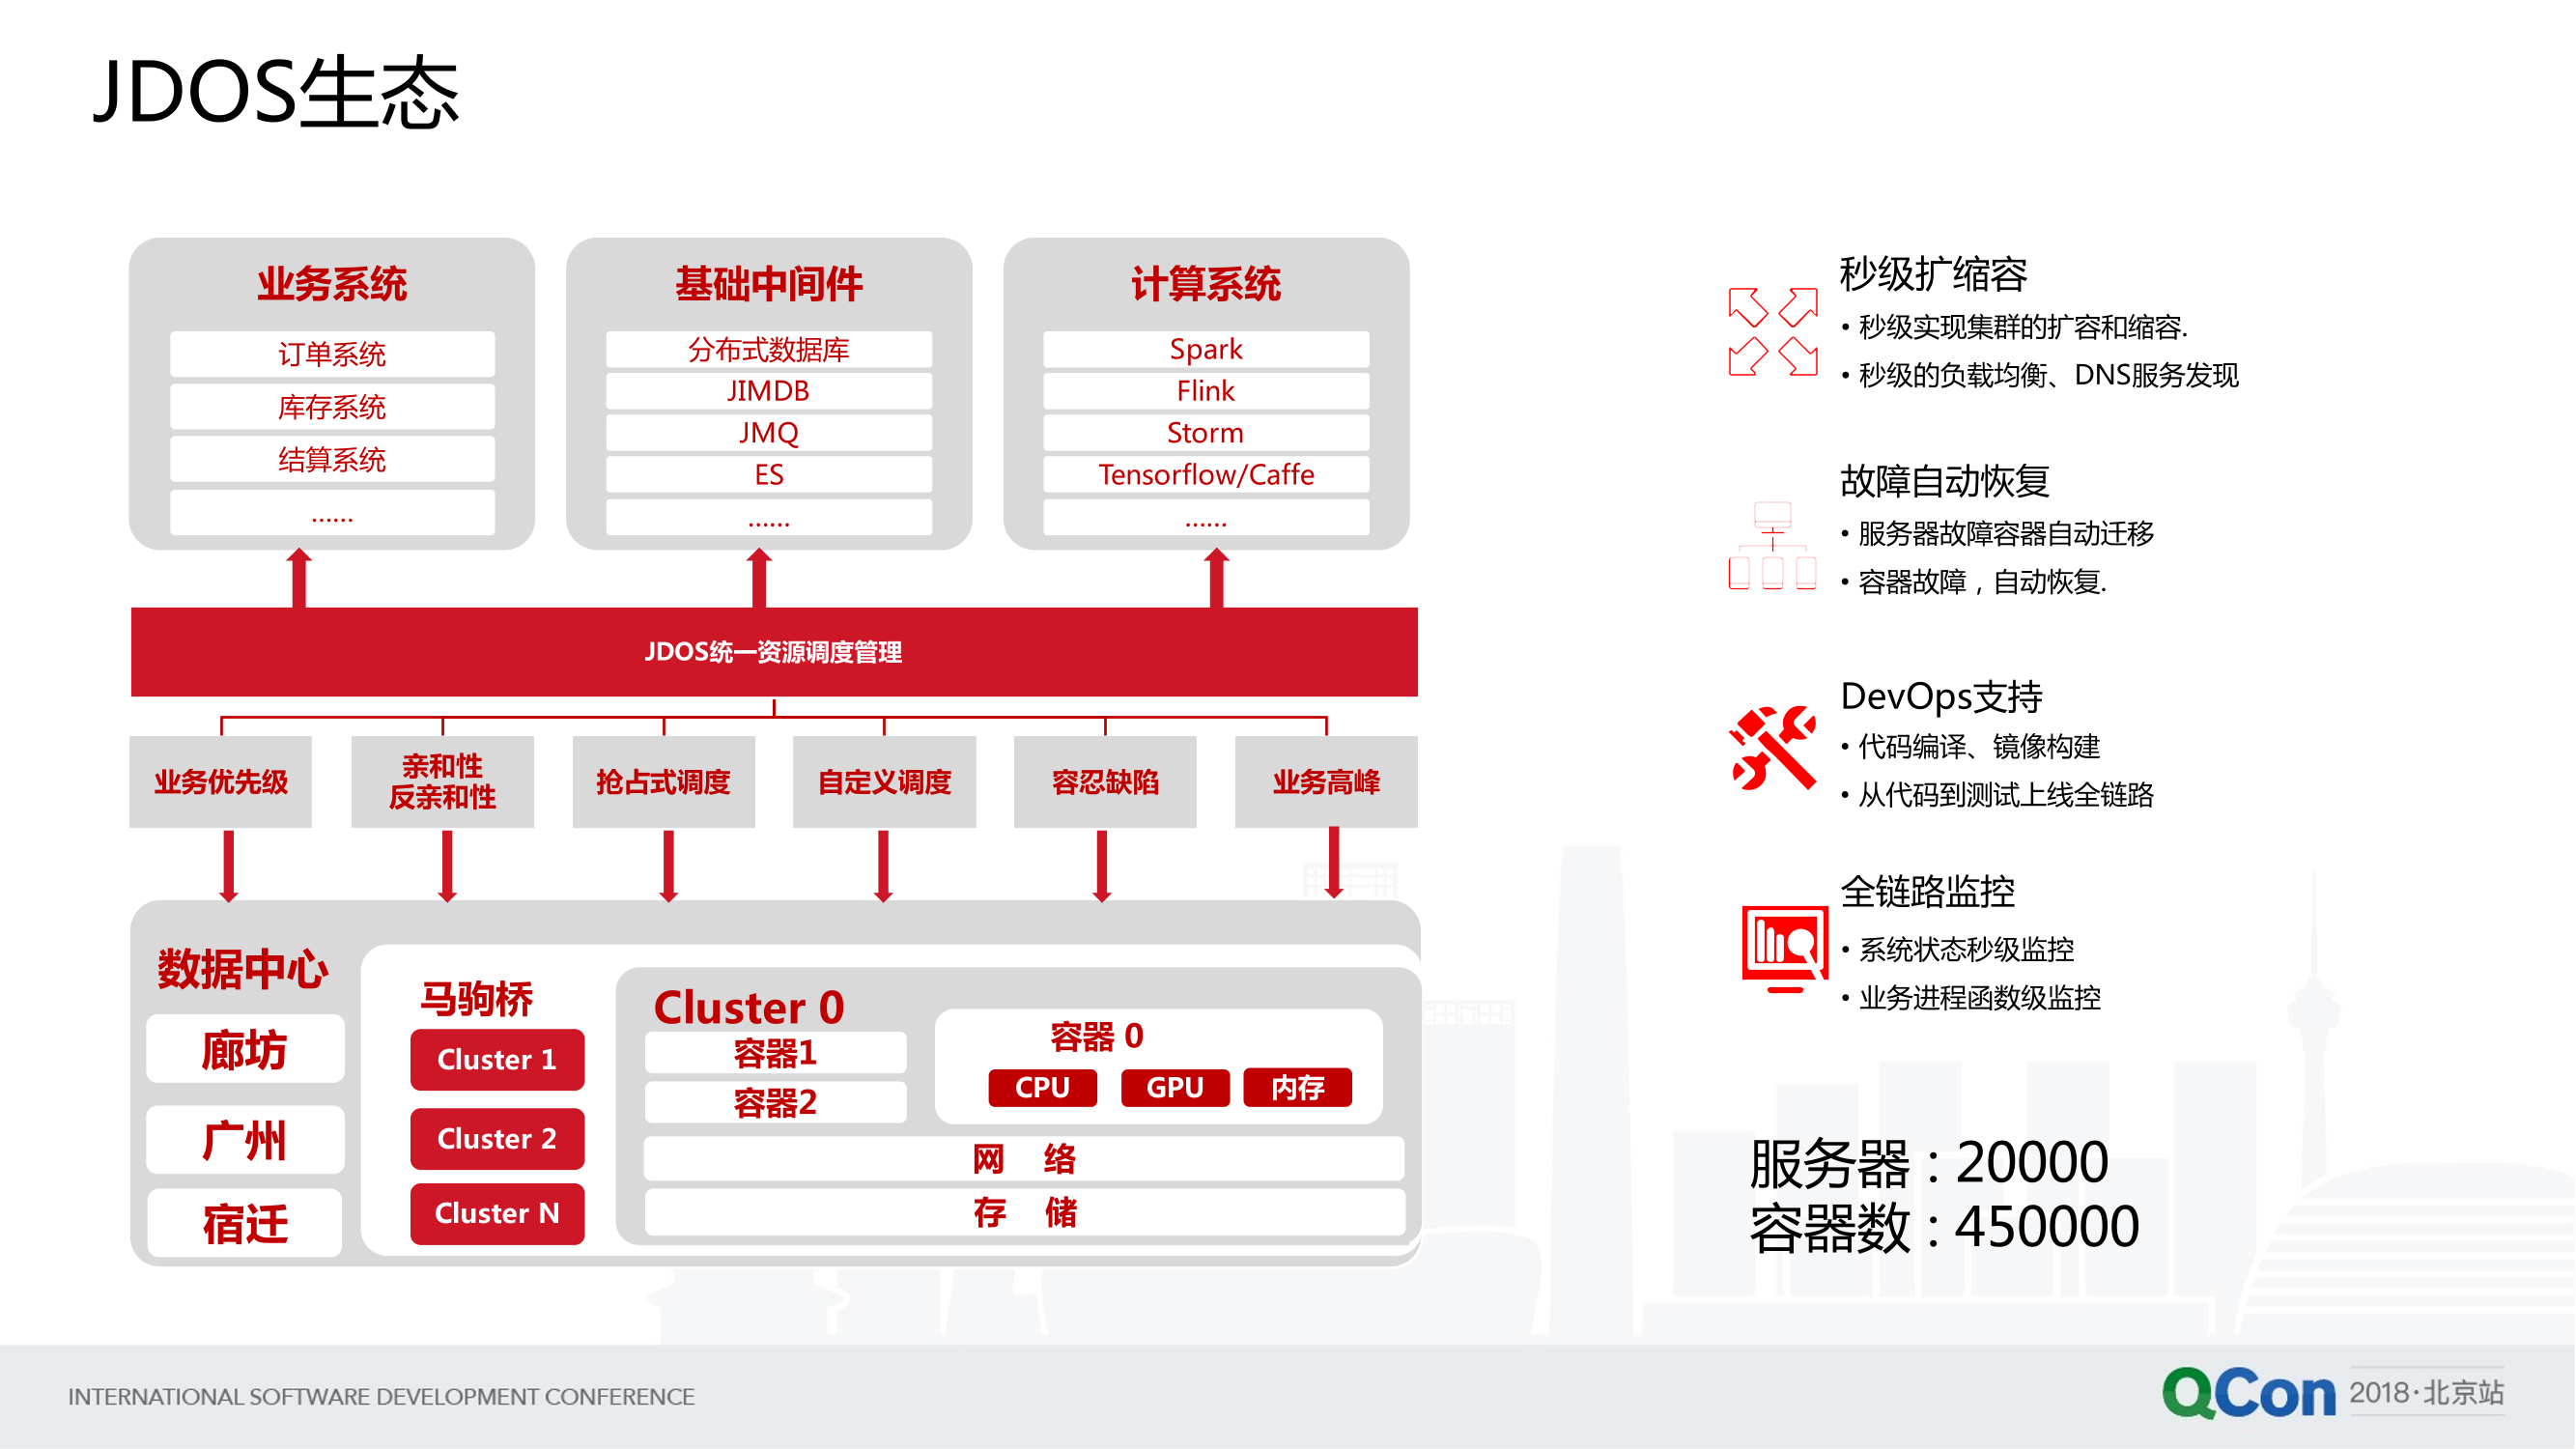 JDOS生态
业务系统
订单系统
库存系统
结算系统
......
基础中间件
分布式数据库
JIMDB
JMQ
ES
......
计算系统
Spark
Flink
Storm
Tensorflow/Caffe
......
JDOS统一资源调度管理
业务优先级
亲和性
反亲和性
抢占式调度
自定义调度
容忍缺陷
业务高峰
数据中心
廊坊
广州
宿迁
马驹桥
Cluster 1
Cluster 2
Cluster N
Cluster 0
容器1
容器2
容器 0
CPU
GPU
内存
网 络
存 储
秒级扩缩容
• 秒级实现集群的扩容和缩容.
• 秒级的负载均衡、DNS服务发现
故障自动恢复
• 服务器故障容器自动迁移
• 容器故障，自动恢复.
DevOps支持
• 代码编译、镜像构建
• 从代码到测试上线全链路
全链路监控
• 系统状态秒级监控
• 业务进程函数级监控
服务器：20000
容器数：450000
INTERNATIONAL SOFTWARE DEVELOPMENT CONFERENCE
QCon 2018·北京站